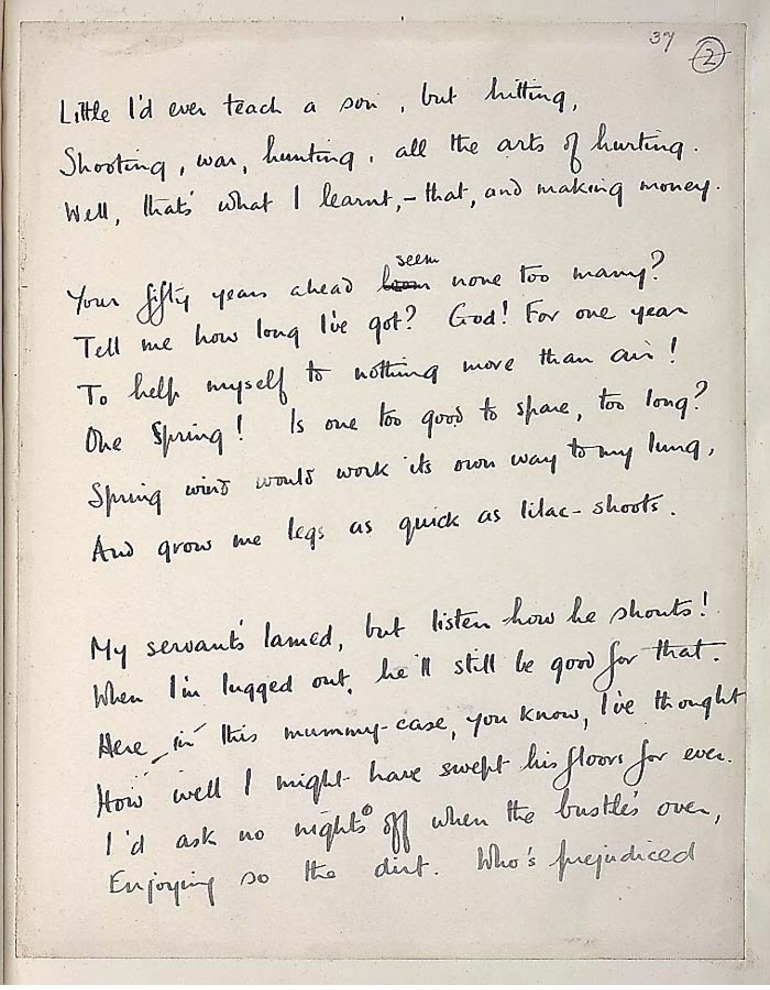 37 2
Little I'd ever teach a son, but hitting,
Shooting, war, hunting, all the arts of hurting.
Well, that's what I learnt,- that, and making money.
seem
Your fifty years ahead none too many?
Tell me how long I've got? God! For one year
To help myself to nothing more than air!
One Spring! Is one too good to spare, too long?
Spring wind would work its own way to my lung,
And grow me legs as quick as lilac-shoots.
My servant's lamed, but listen how he shouts!
When I'm lugged out, he'll still be good for that.
Here in this mummy-case, you know, I've thought
How well I might have swept his floors for ever.
I'd ask no nights off when the bustle's over,
Enjoying so the dirt. Who's prejudiced